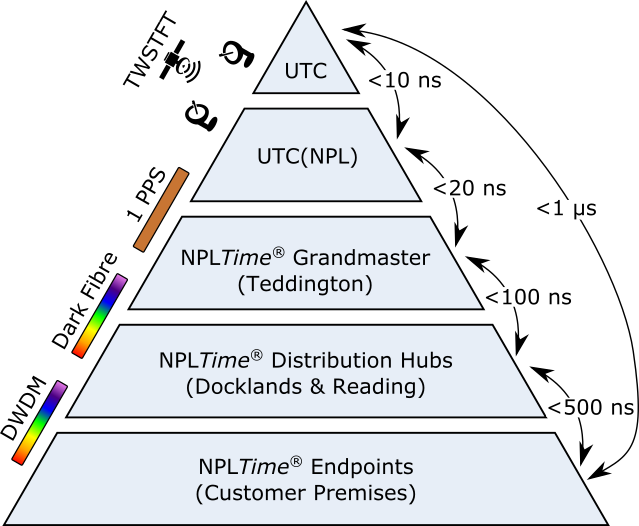 TWSTFT
UTC
<10 ns
UTC(NPL)
1 PPS
<20 ns
<1 µs
NPLTime® Grandmaster
(Teddington)
Dark Fibre
<100 ns
NPLTime® Distribution Hubs
(Docklands & Reading)
DWDM
<500 ns
NPLTime® Endpoints
(Customer Premises)